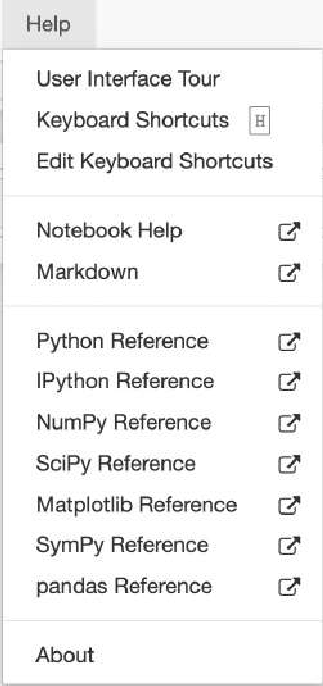 Help
User Interface Tour
Keyboard Shortcuts H
Edit Keyboard Shortcuts
Notebook Help
Markdown
Python Reference
IPython Reference
NumPy Reference
SciPy Reference
Matplotlib Reference
SymPy Reference
pandas Reference
About